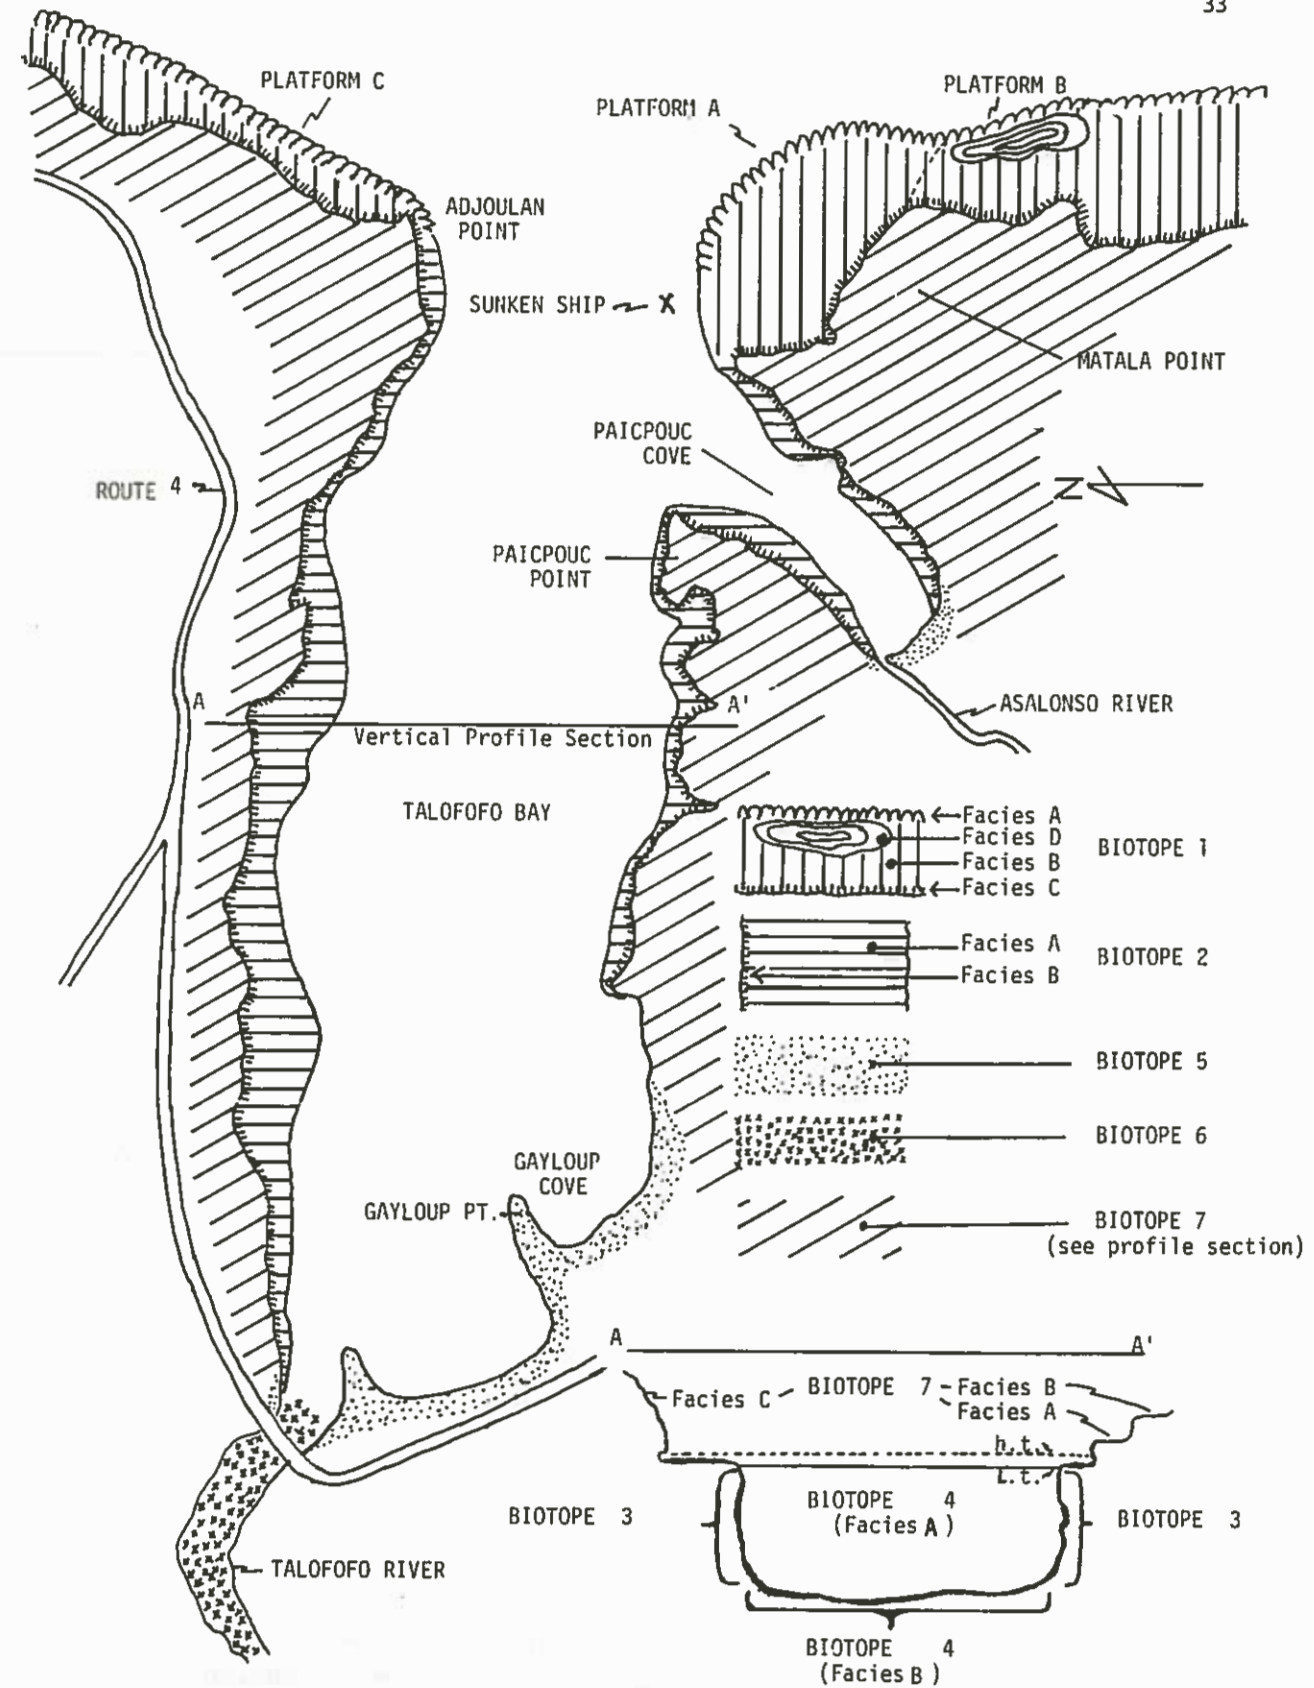 33
PLATFORM C
PLATFORM A
PLATFORM B
ADJOULAN
POINT
SUNKEN SHIP X
MATALA POINT
PAICPOUC
COVE
ROUTE 4
N
PAICPOUC
POINT
A
A'
ASALONSO RIVER
Vertical Profile Section
TALOFOFO BAY
Facies A
Facies D
Facies B
Facies C
BIOTOPE 1
Facies A
Facies B
BIOTOPE 2
BIOTOPE 5
BIOTOPE 6
GAYLOUP
COVE
GAYLOUP PT.
BIOTOPE 7
(see profile section)
A
A'
Facies C
BIOTOPE 7
Facies B
Facies A
h.t.
L.t.
BIOTOPE 3
BIOTOPE 4
(Facies A)
BIOTOPE 3
TALOFOFO RIVER
BIOTOPE 4
(Facies B)